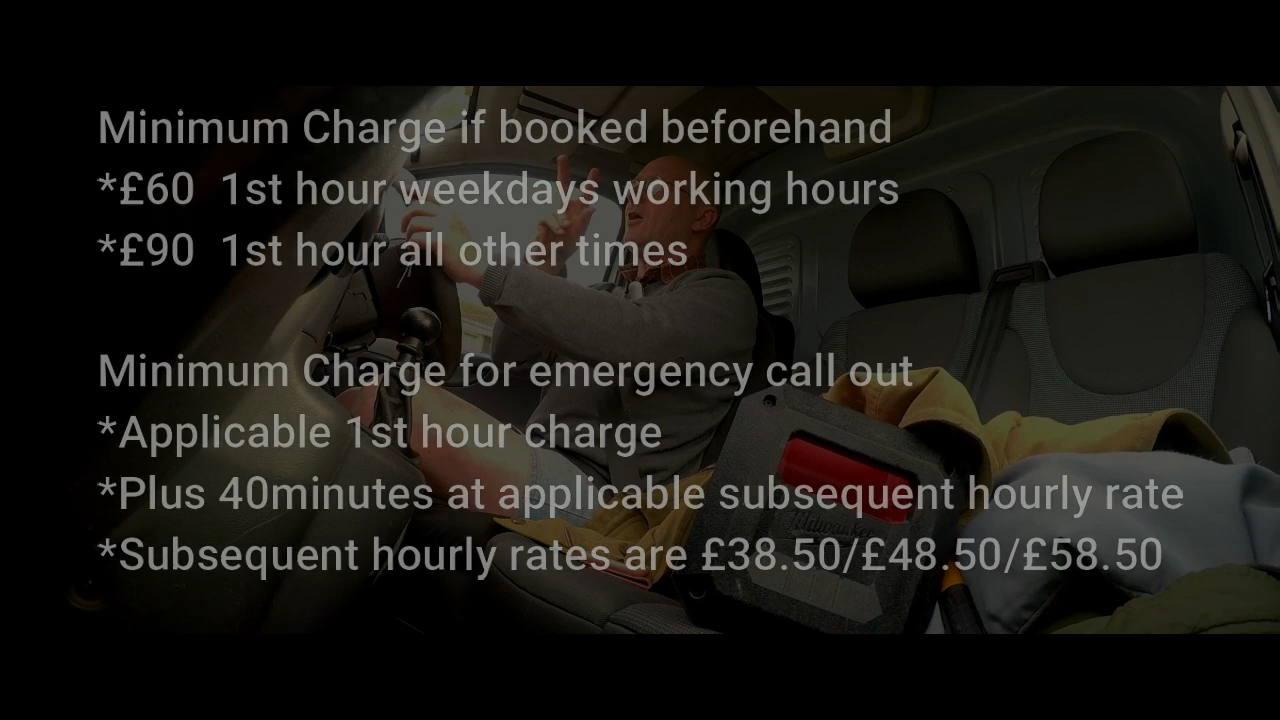 Minimum Charge if booked beforehand
*£60 1st hour weekdays working hours
*£90 1st hour all other times
Minimum Charge for emergency call out
*Applicable 1st hour charge
*Plus 40minutes at applicable subsequent hourly rate
*Subsequent hourly rates are £38.50/£48.50/£58.50
Milwaukee